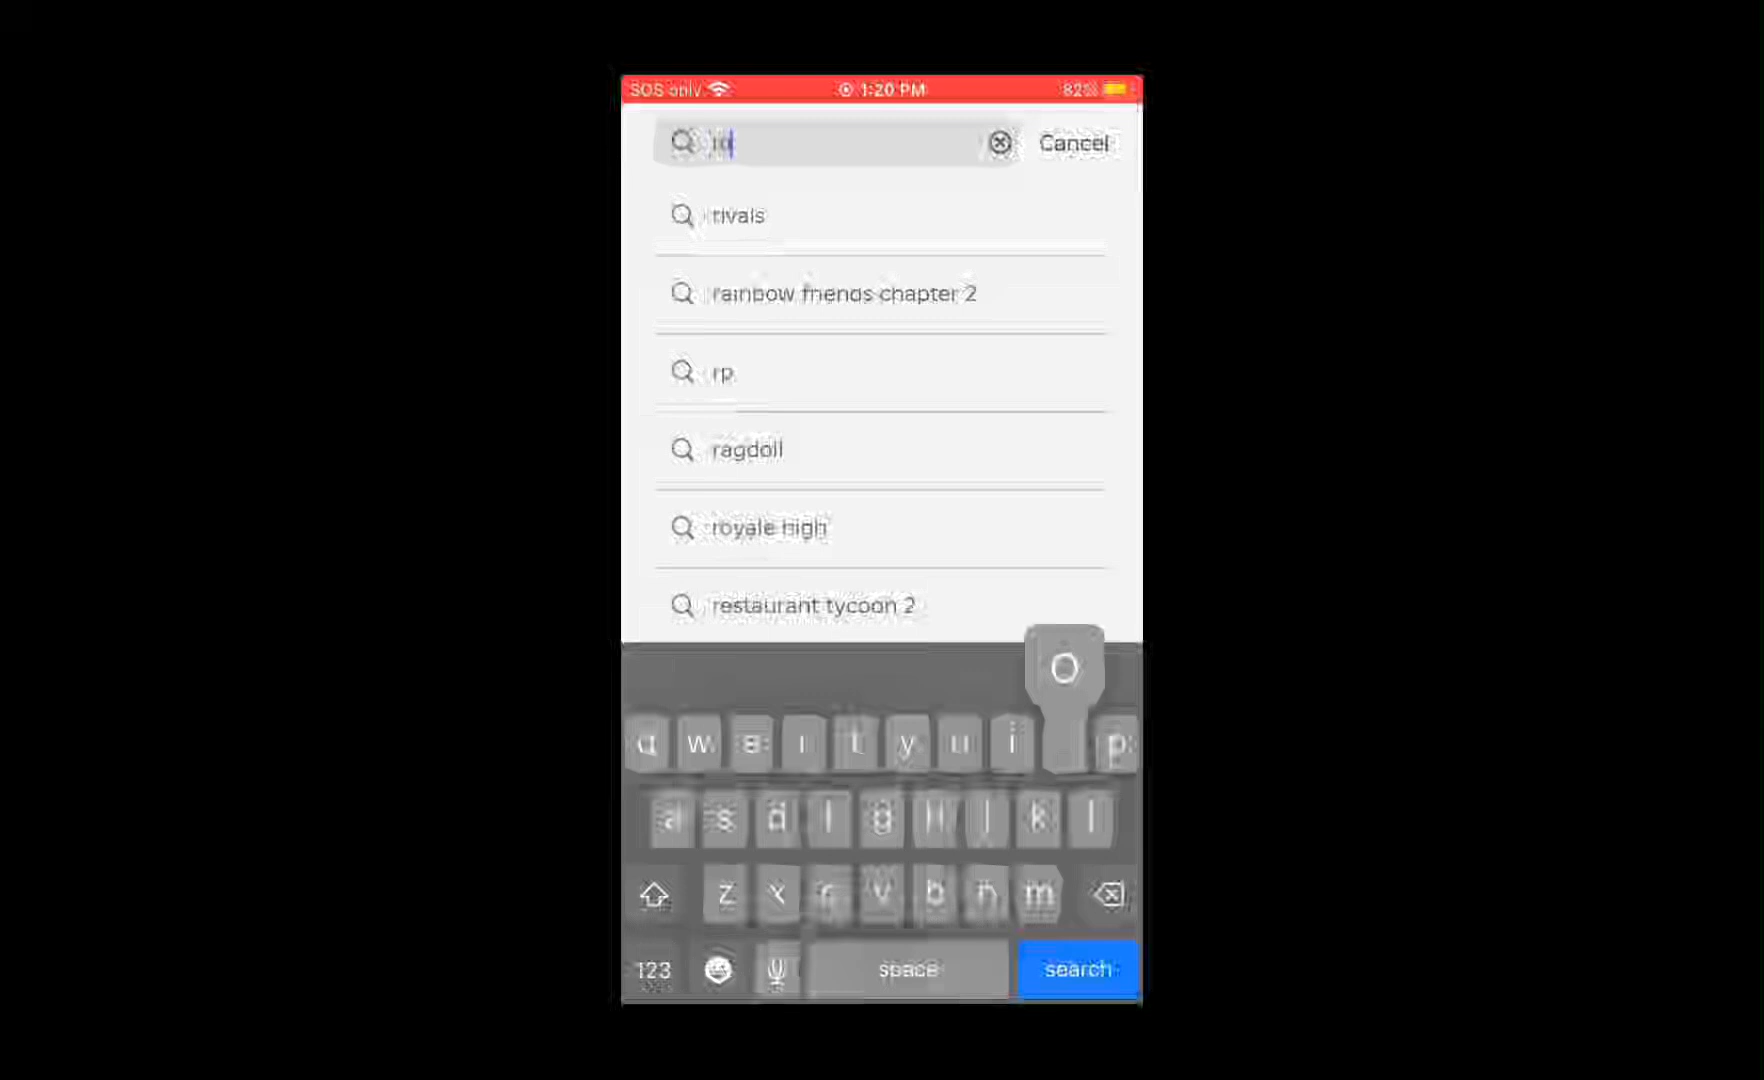 SOS only 1:20 PM 82%
ro Cancel
rivals
rainbow friends chapter 2
rp
ragdoll
royale high
restaurant tycoon 2
O
q w e r t y u i p
a s d f g h j k l
z x c v b n m
123 space search